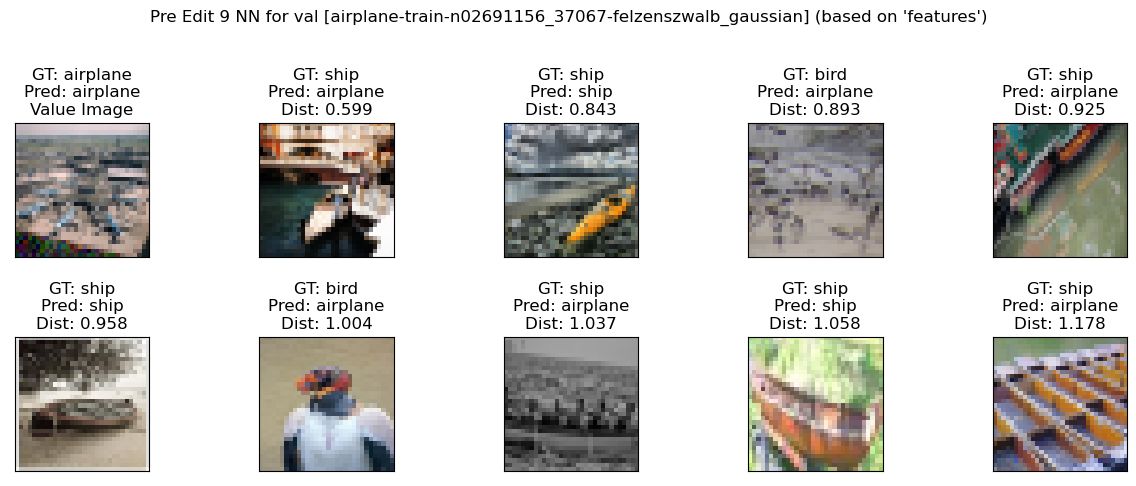 Pre Edit 9 NN for val [airplane-train-n02691156_37067-felzenszwalb_gaussian] (based on 'features')
GT: airplane
Pred: airplane
Value Image
GT: ship
Pred: airplane
Dist: 0.599
GT: ship
Pred: ship
Dist: 0.843
GT: bird
Pred: airplane
Dist: 0.893
GT: ship
Pred: airplane
Dist: 0.925
GT: ship
Pred: ship
Dist: 0.958
GT: bird
Pred: airplane
Dist: 1.004
GT: ship
Pred: airplane
Dist: 1.037
GT: ship
Pred: ship
Dist: 1.058
GT: ship
Pred: airplane
Dist: 1.178